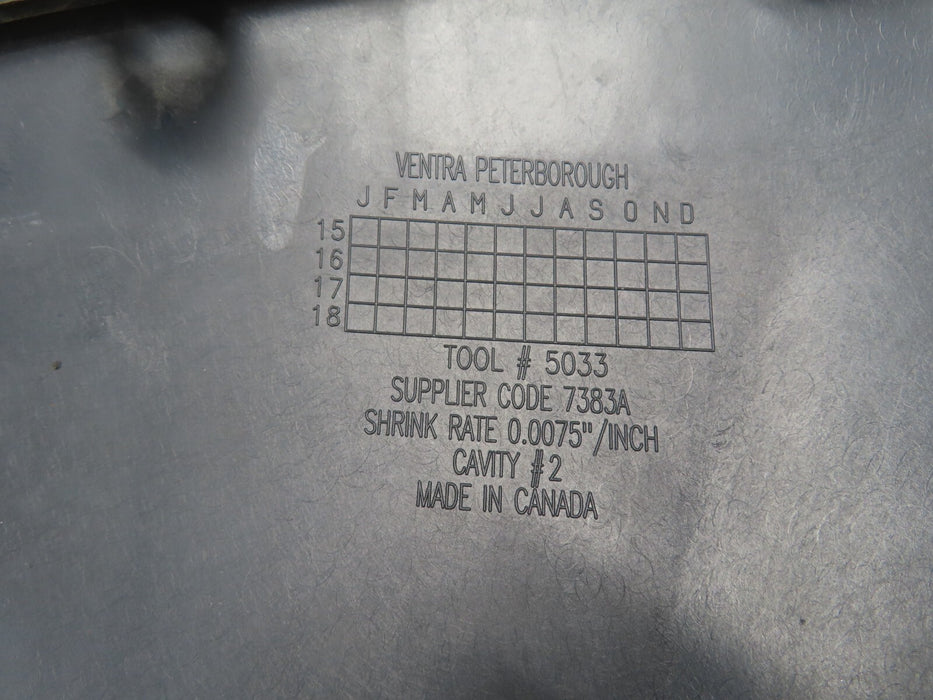 VENTRA PETERBOROUGH
J F M A M J J A S O N D
15
16
17
18
TOOL # 5033
SUPPLIER CODE 7383A
SHRINK RATE 0.0075"/INCH
CAVITY #2
MADE IN CANADA